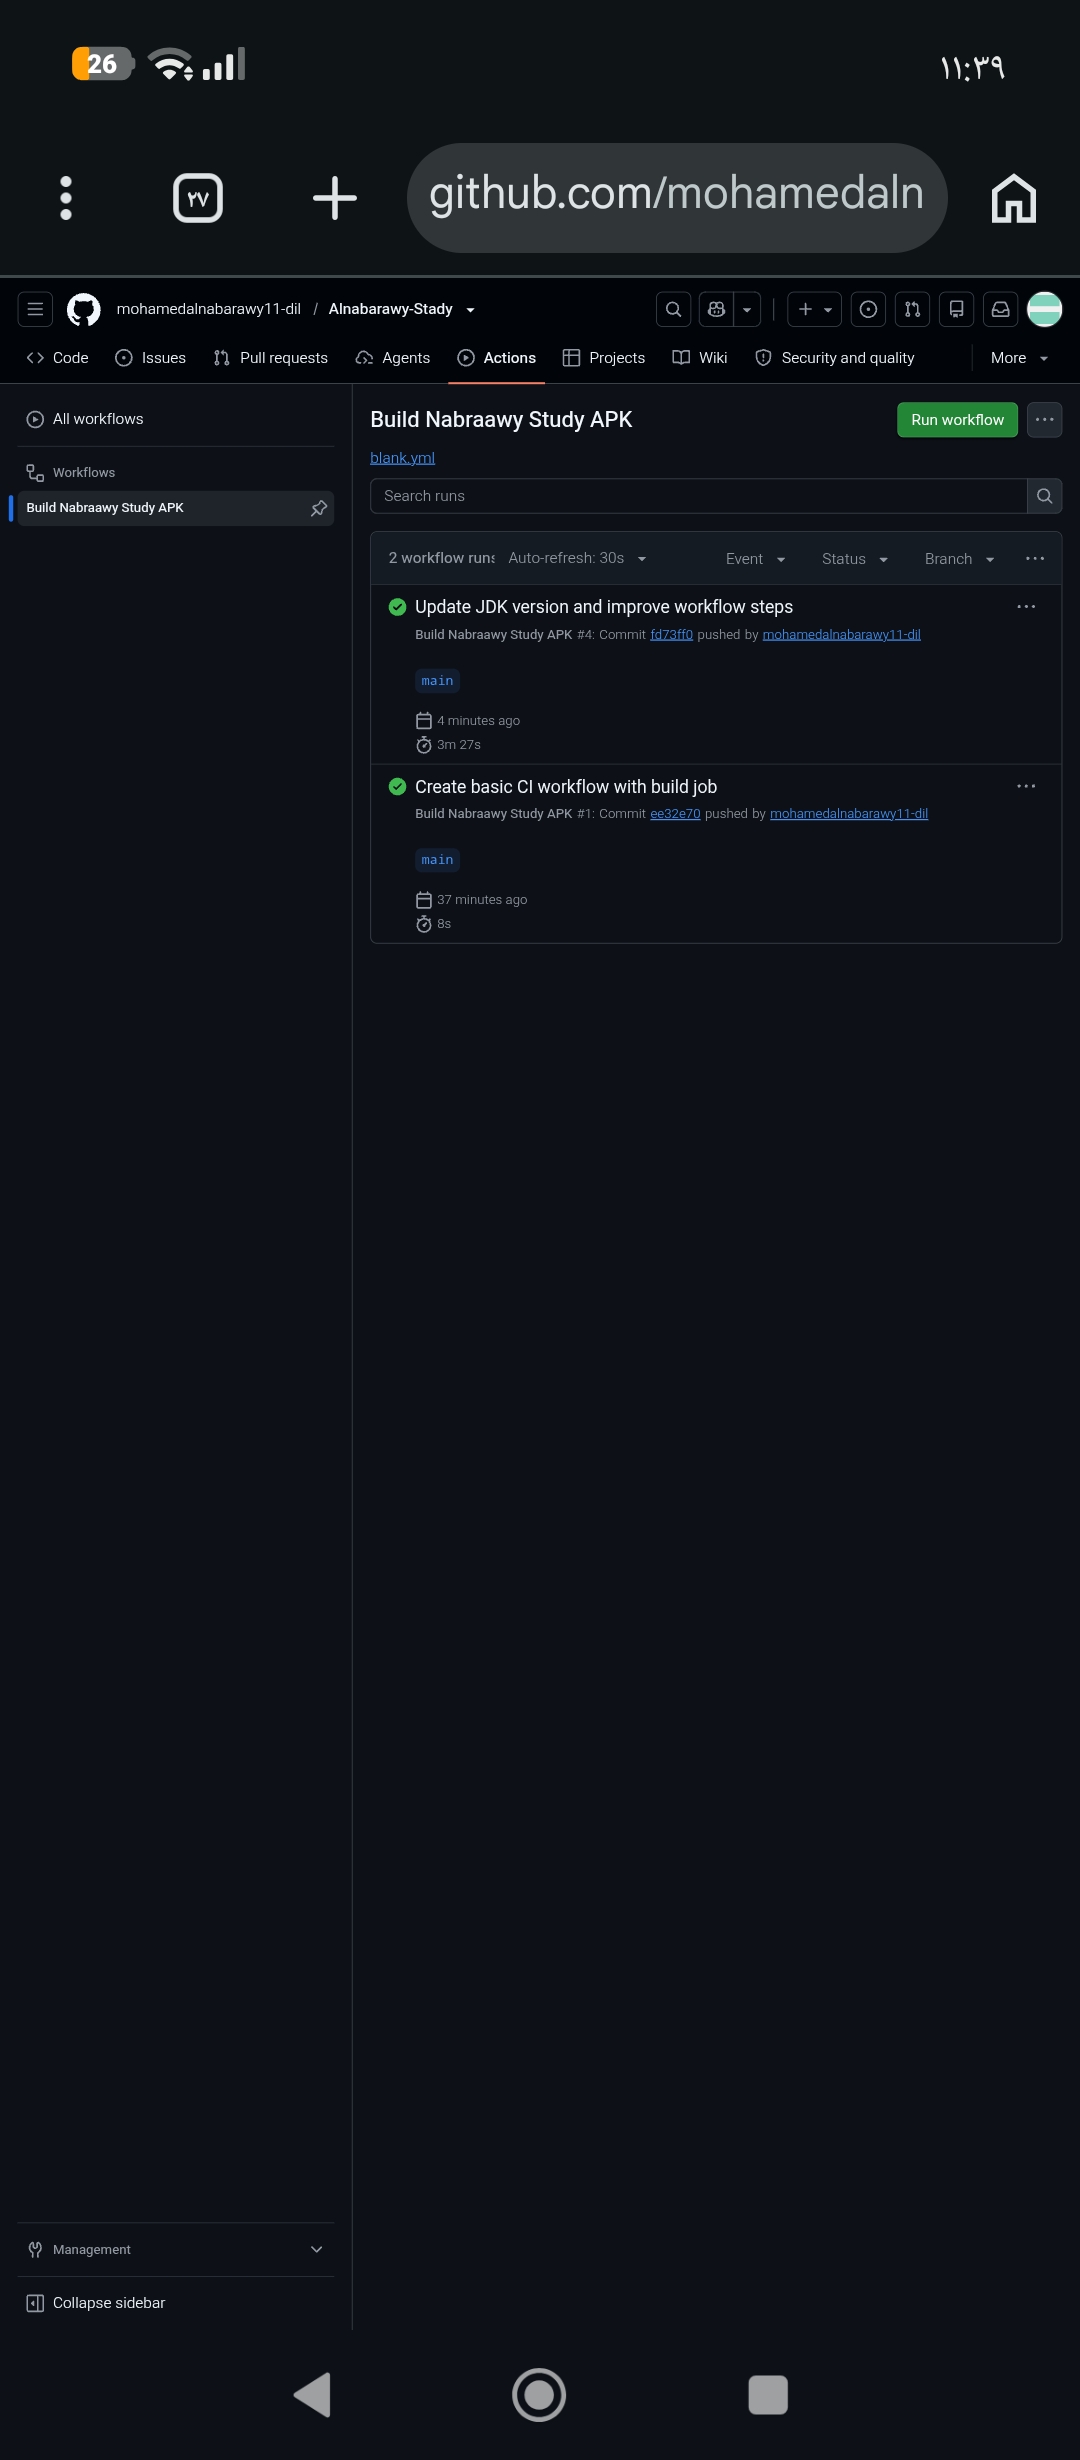 26
١١:٣٩
٢٧
github.com/mohamedaln
mohamedalnabarawy11-dil / Alnabarawy-Stady
Code Issues Pull requests Agents Actions Projects Wiki Security and quality More
All workflows
Workflows
Build Nabraawy Study APK
Build Nabraawy Study APK
Run workflow
blank.yml
Search runs
2 workflow runs Auto-refresh: 30s Event Status Branch
Update JDK version and improve workflow steps
Build Nabraawy Study APK #4: Commit fd73ff0 pushed by mohamedalnabarawy11-dil
main
4 minutes ago
3m 27s
Create basic CI workflow with build job
Build Nabraawy Study APK #1: Commit ee32e70 pushed by mohamedalnabarawy11-dil
main
37 minutes ago
8s
Management
Collapse sidebar